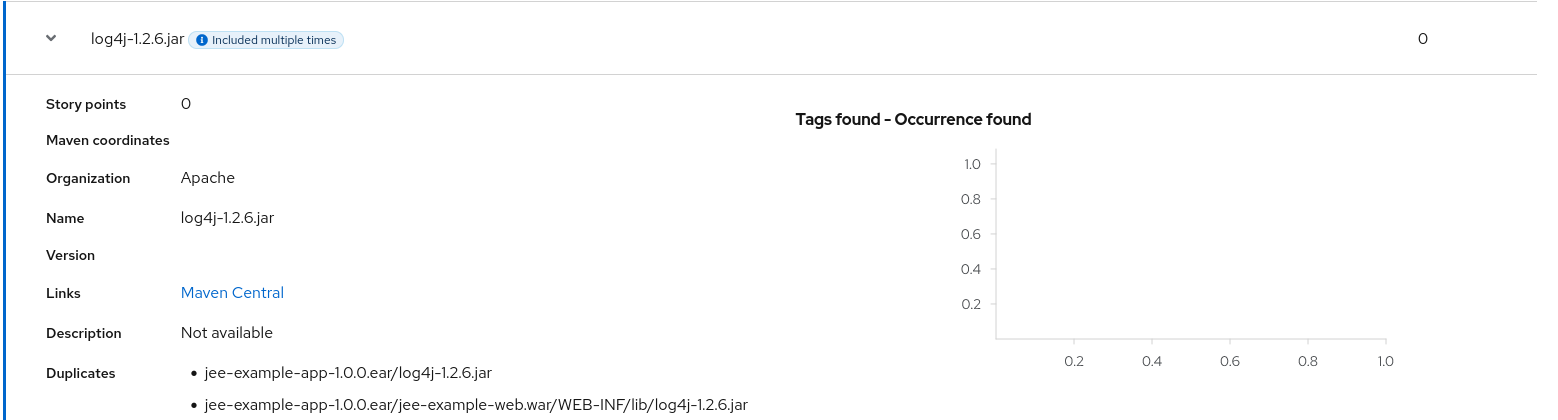 log4j-1.2.6.jar Included multiple times 0
Story points 0
Tags found - Occurrence found
Maven coordinates
Organization Apache
Name log4j-1.2.6.jar
Version
Links Maven Central
Description Not available
Duplicates • jee-example-app-1.0.0.ear/log4j-1.2.6.jar
• jee-example-app-1.0.0.ear/jee-example-web.war/WEB-INF/lib/log4j-1.2.6.jar
1.0
0.8
0.6
0.4
0.2
0.2 0.4 0.6 0.8 1.0